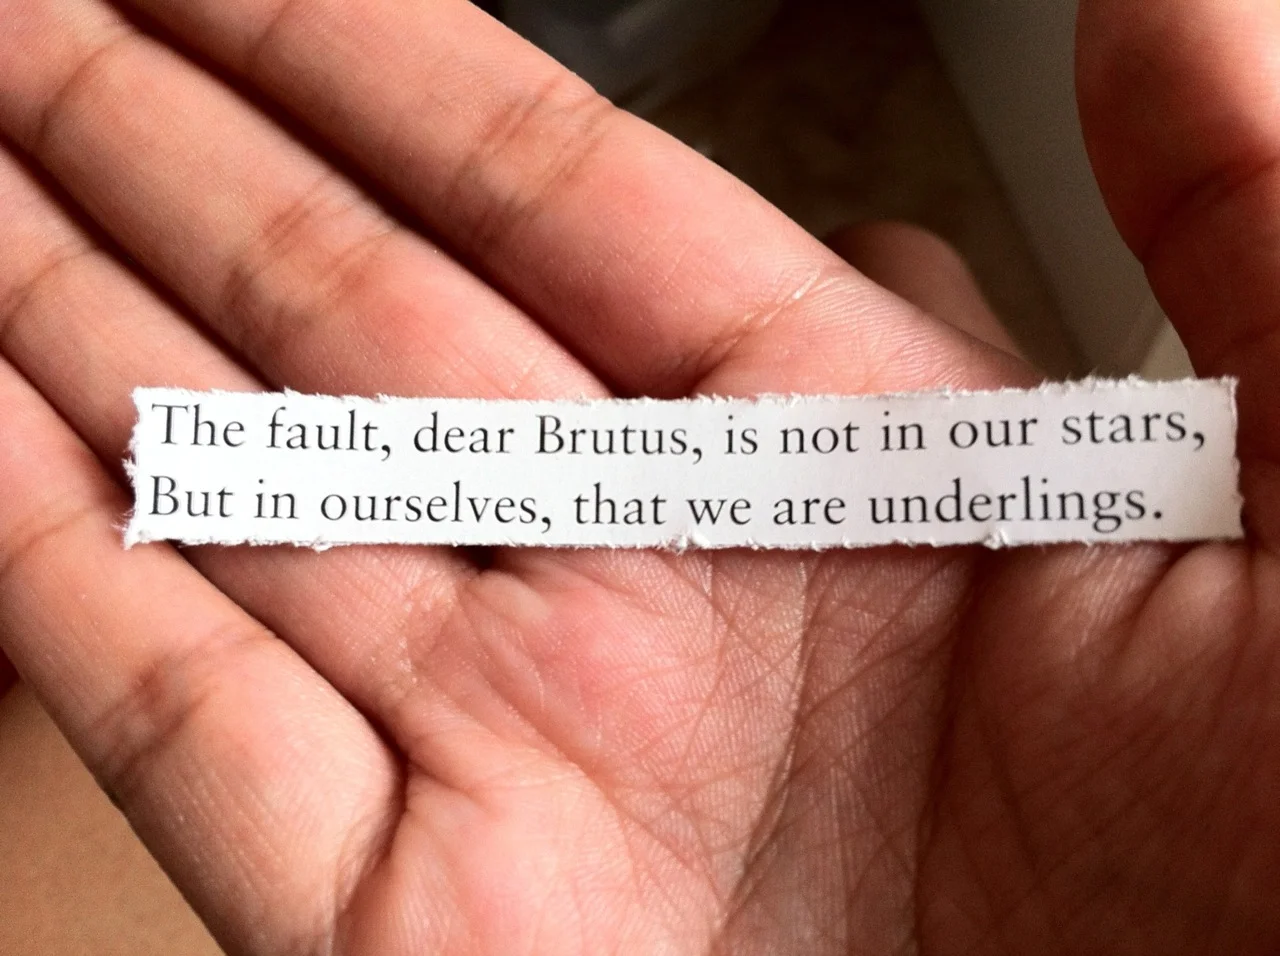 The fault, dear Brutus, is not in our stars,
But in ourselves, that we are underlings.